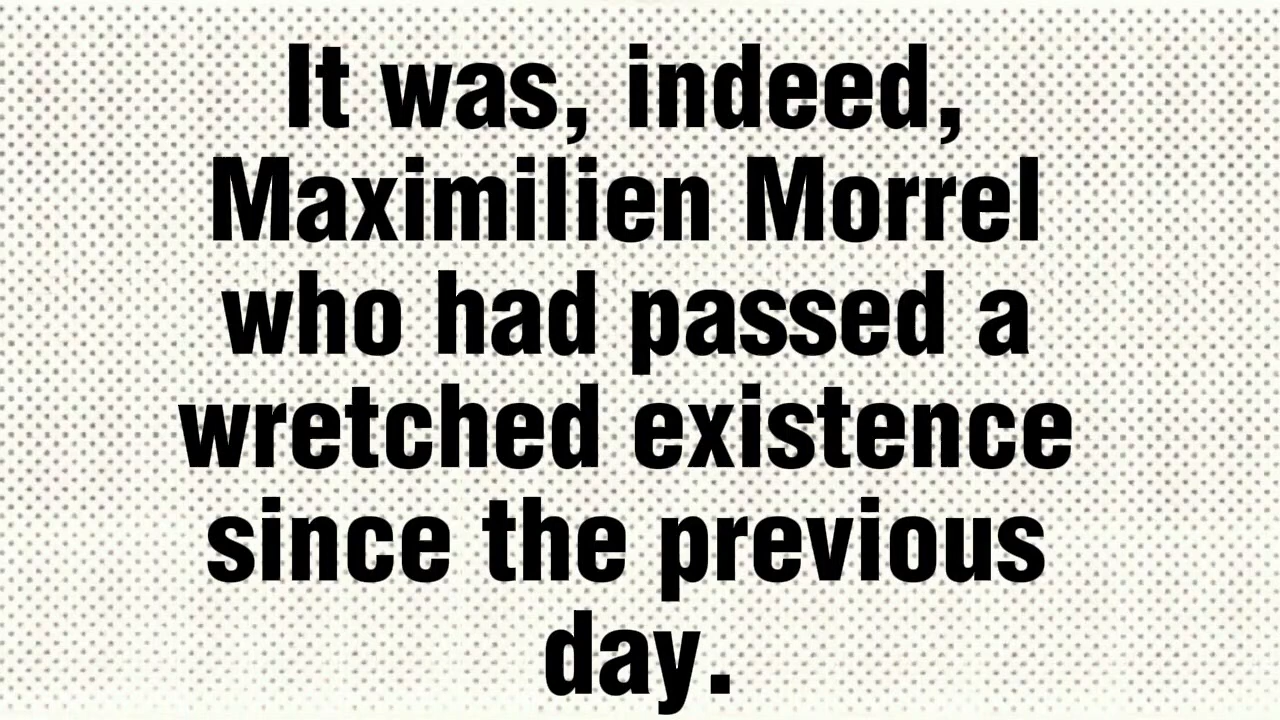 It was, indeed,
Maximilien Morrel
who had passed a
wretched existence
since the previous
day.